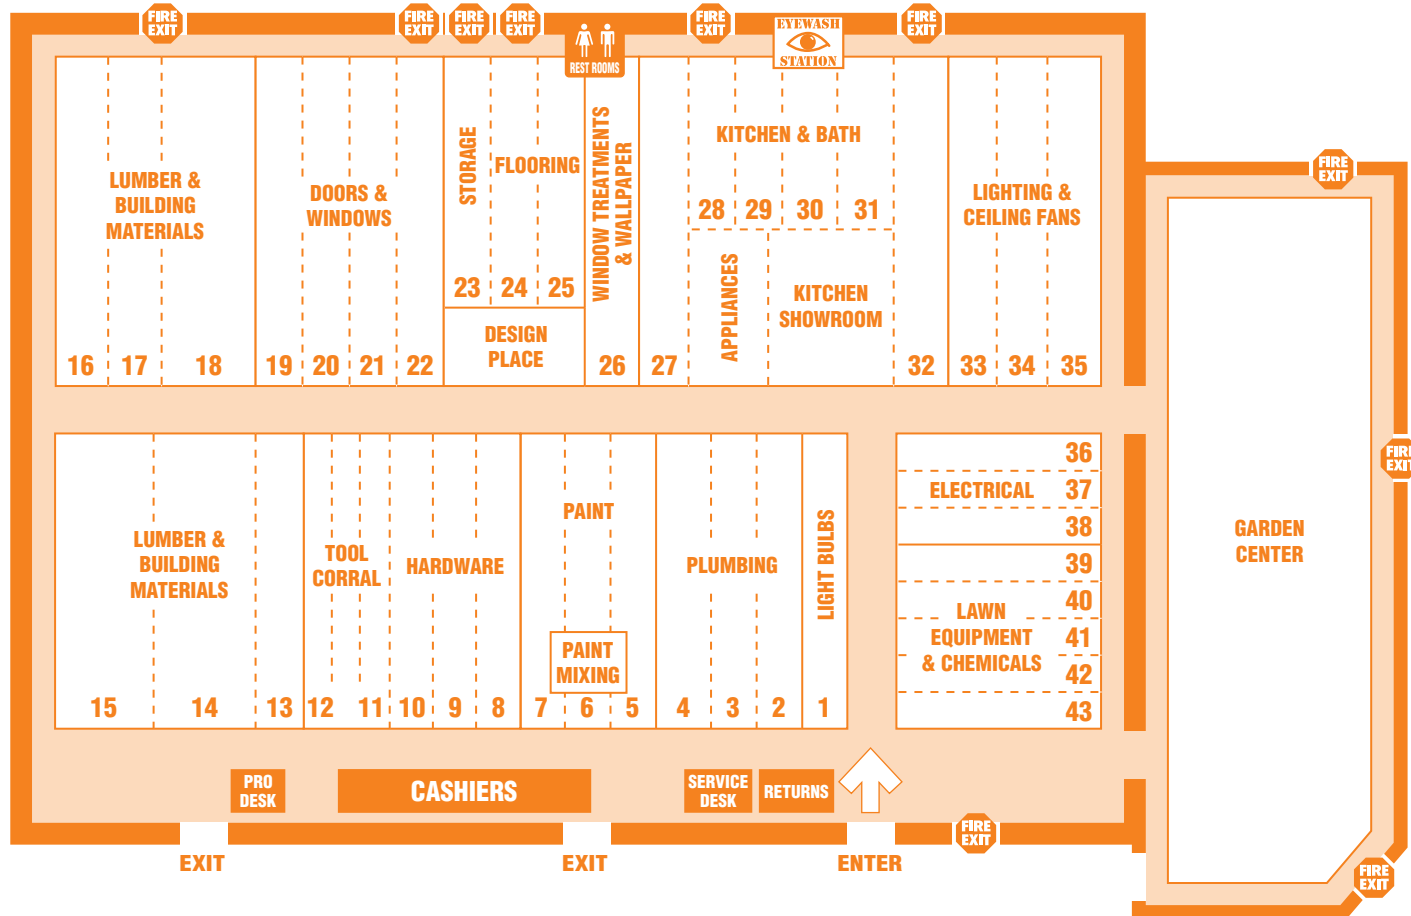 FIRE
EXIT
FIRE
EXIT
FIRE
EXIT
FIRE
EXIT
FIRE
EXIT
FIRE
EXIT
REST ROOMS
EYEWASH
STATION
LUMBER &
BUILDING
MATERIALS
16 17 18
DOORS &
WINDOWS
19 20 21 22
STORAGE
FLOORING
23 24 25
DESIGN
PLACE
WINDOW TREATMENTS
& WALLPAPER
26
KITCHEN & BATH
28 29 30 31
APPLIANCES
KITCHEN
SHOWROOM
27 32
LIGHTING &
CEILING FANS
33 34 35
FIRE
EXIT
FIRE
EXIT
GARDEN
CENTER
LUMBER &
BUILDING
MATERIALS
15 14 13
TOOL
CORRAL
12 11
HARDWARE
10 9 8
PAINT
PAINT
MIXING
7 6 5
PLUMBING
4 3 2
LIGHT BULBS
1
36
ELECTRICAL 37
38
39
40
LAWN
EQUIPMENT
& CHEMICALS
41
42
43
PRO
DESK
CASHIERS
SERVICE
DESK
RETURNS
FIRE
EXIT
FIRE
EXIT
EXIT
EXIT
ENTER